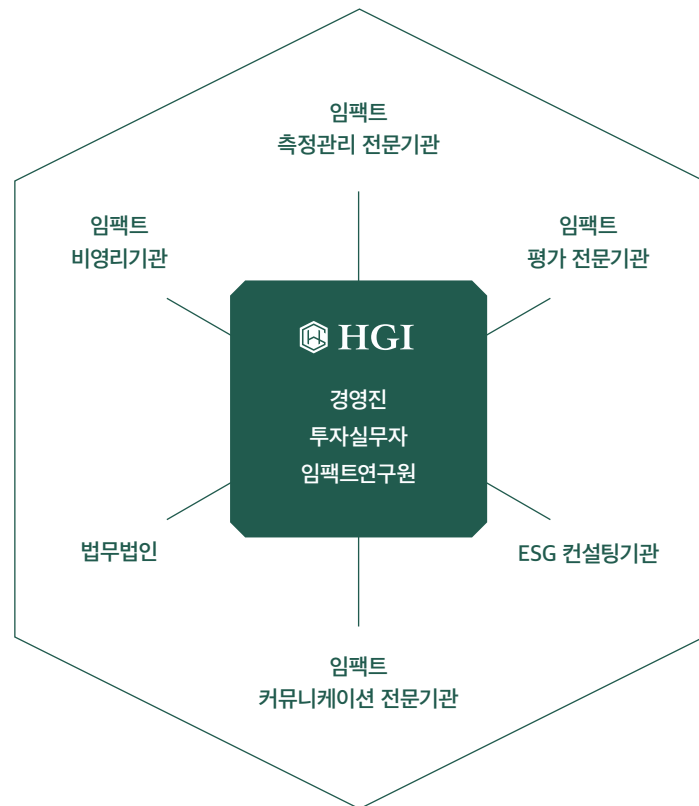 임팩트
측정관리 전문기관
임팩트
비영리기관
임팩트
평가 전문기관
HGI
경영진
투자실무자
임팩트연구원
법무법인
ESG 컨설팅기관
임팩트
커뮤니케이션 전문기관